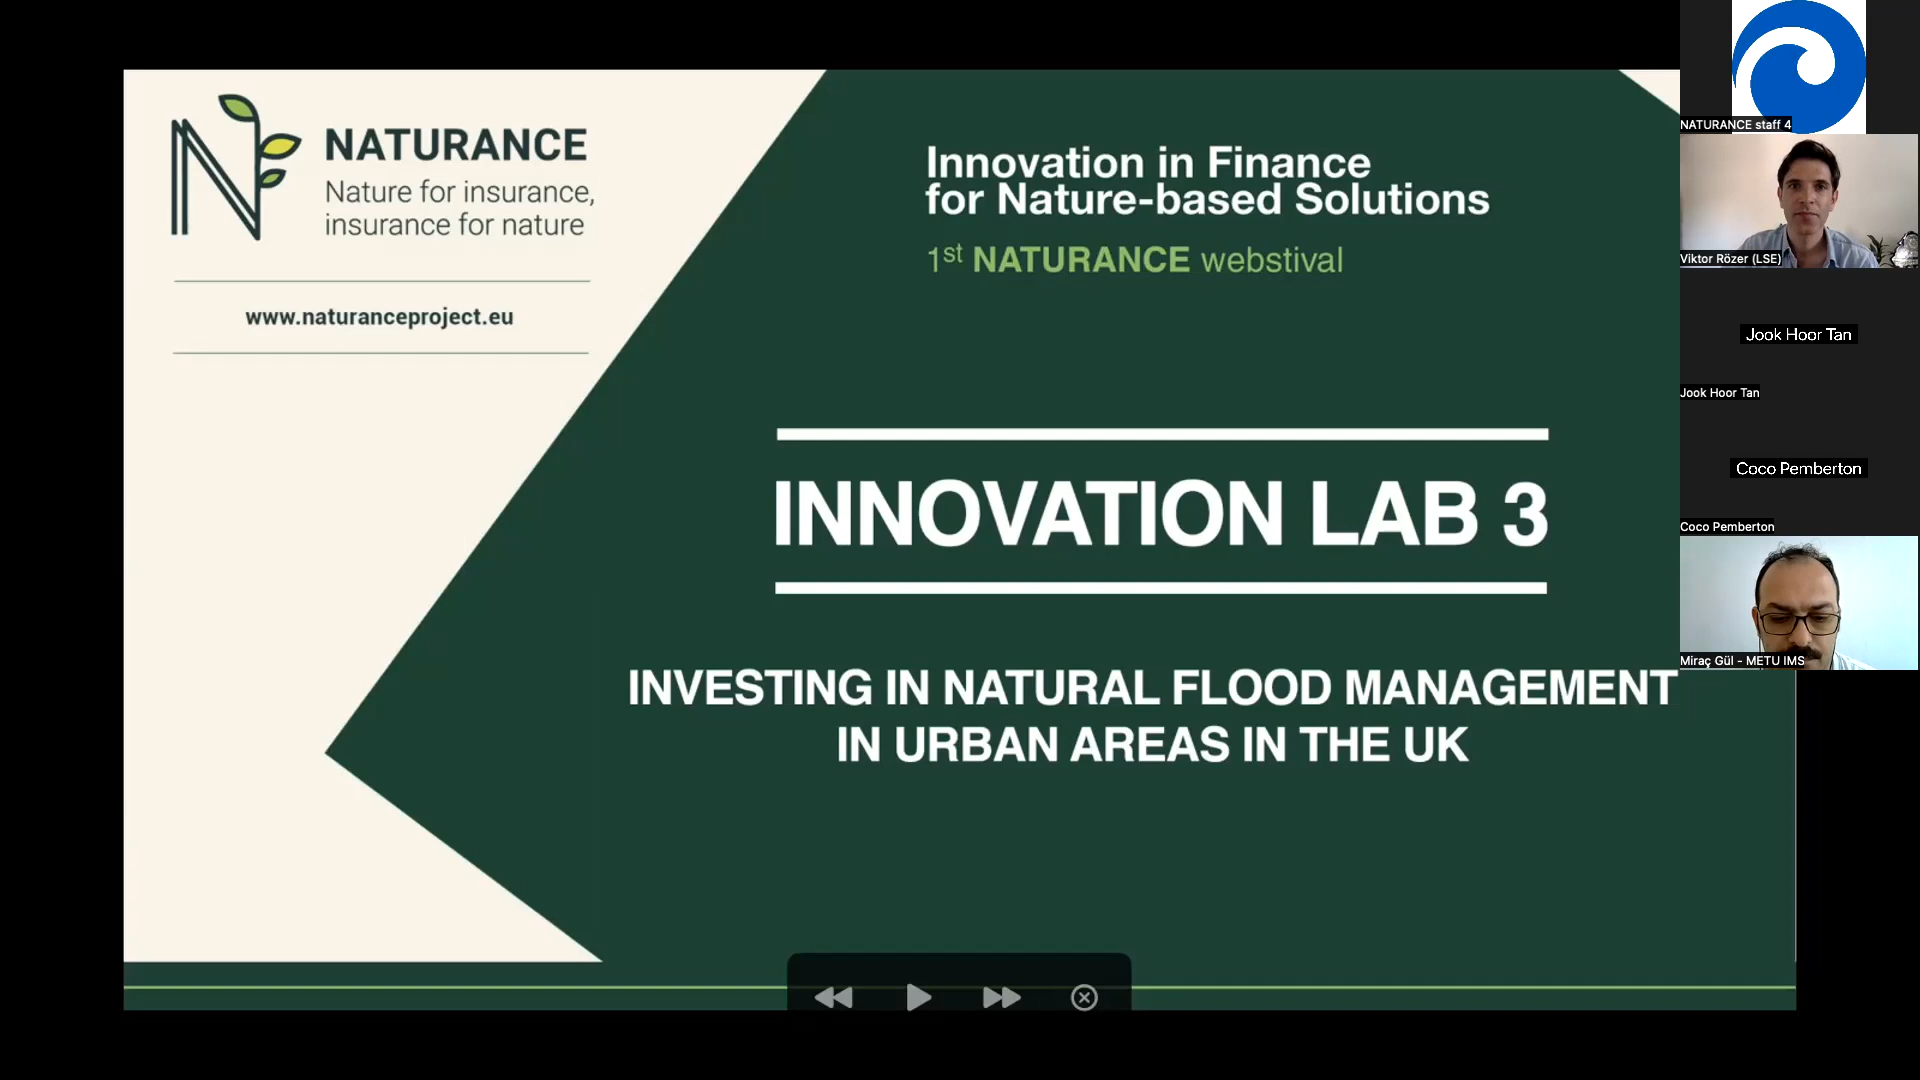 NATURANCE
Nature for insurance,
insurance for nature
www.naturanceproject.eu
Innovation in Finance
for Nature-based Solutions
1st NATURANCE webstival
INNOVATION LAB 3
INVESTING IN NATURAL FLOOD MANAGEMENT
IN URBAN AREAS IN THE UK
NATURANCE staff 4
Viktor Rözer (LSE)
Jook Hoor Tan
Jook Hoor Tan
Coco Pemberton
Coco Pemberton
Miraç Gül - METU IMS